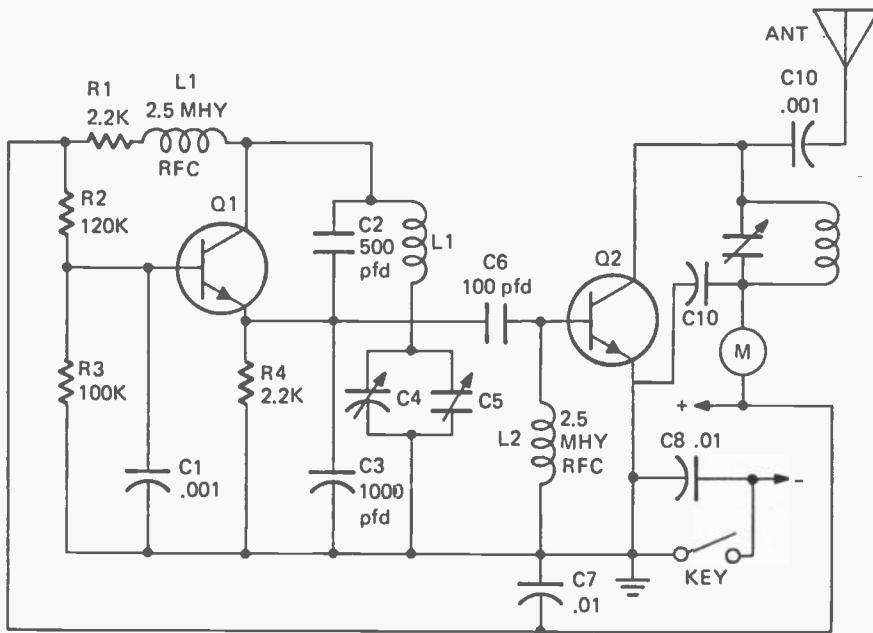 ANT
C10
.001
L1
2.5 MHY
RFC
R1
2.2K
R2
120K
Q1
C2
500
pfd
L1
C6
100 pfd
Q2
C10
M
R3
100K
R4
2.2K
C4
C5
L2
2.5
MHY
RFC
+
C8 .01
-
C1
.001
C3
1000
pfd
KEY
C7
.01